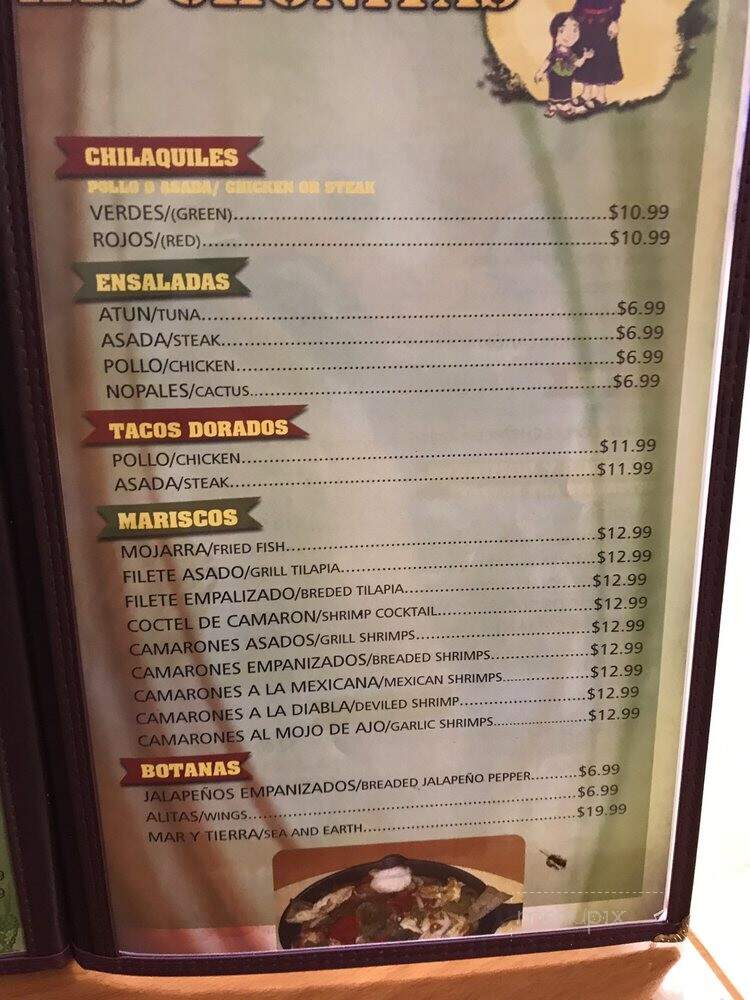 CHILAQUILES
POLLO O ASADA/ CHICKEN OR STEAK
VERDES/(GREEN)........$10.99
ROJOS/(RED)........$10.99
ENSALADAS
ATUN/TUNA........$6.99
ASADA/STEAK........$6.99
POLLO/CHICKEN........$6.99
NOPALES/CACTUS........$6.99
TACOS DORADOS
POLLO/CHICKEN........$11.99
ASADA/STEAK........$11.99
MARISCOS
MOJARRA/FRIED FISH........$12.99
FILETE ASADO/GRILL TILAPIA........$12.99
FILETE EMPALIZADO/BREDED TILAPIA........$12.99
COCTEL DE CAMARON/SHRIMP COCKTAIL........$12.99
CAMARONES ASADOS/GRILL SHRIMPS........$12.99
CAMARONES EMPANIZADOS/BREADED SHRIMPS........$12.99
CAMARONES A LA MEXICANA/MEXICAN SHRIMPS........$12.99
CAMARONES A LA DIABLA/DEVILED SHRIMP........$12.99
CAMARONES AL MOJO DE AJO/GARLIC SHRIMPS........$12.99
BOTANAS
JALAPEÑOS EMPANIZADOS/BREADED JALAPEÑO PEPPER........$6.99
ALITAS/WINGS........$6.99
MAR Y TIERRA/SEA AND EARTH........$19.99